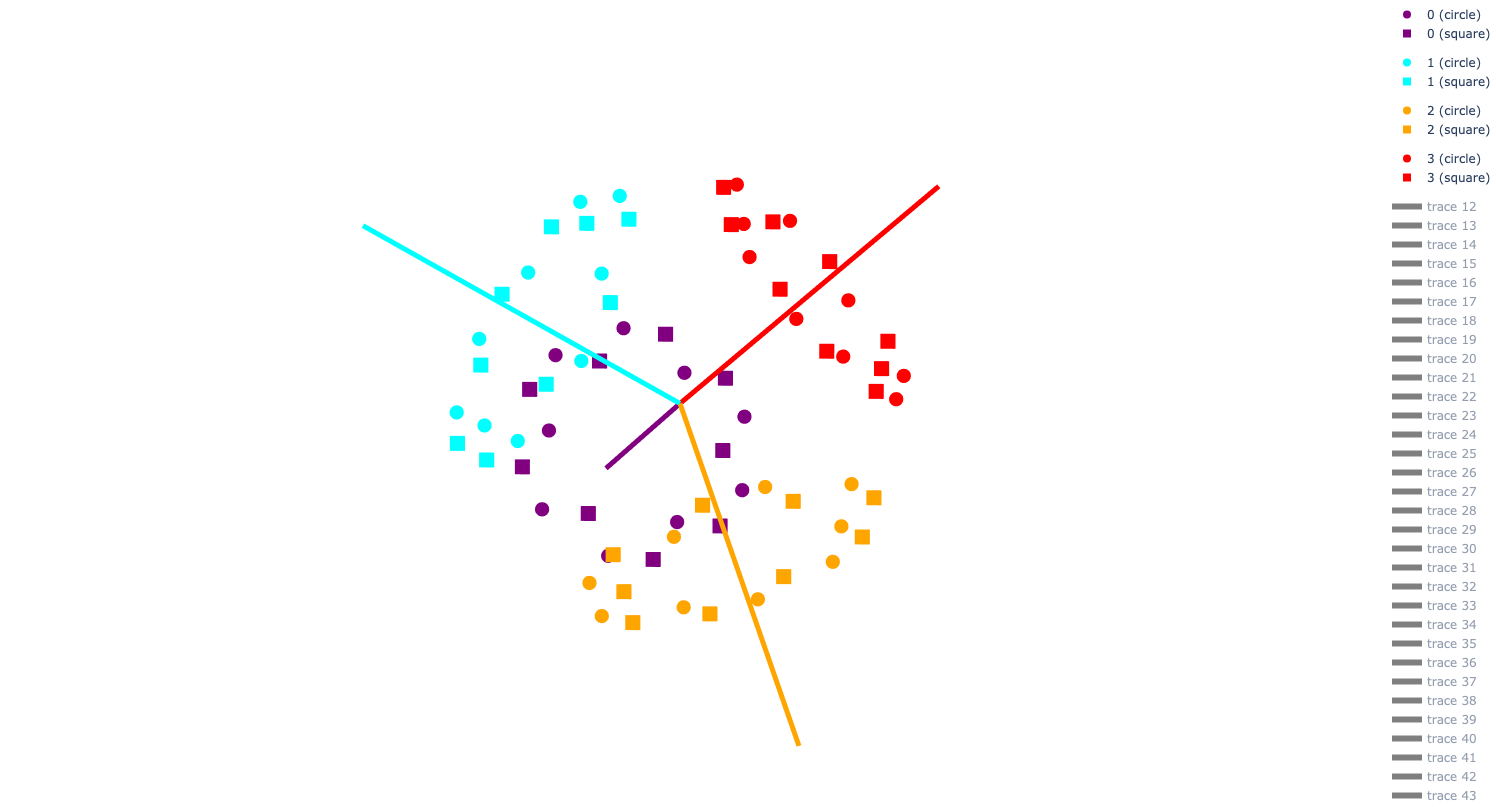 0 (circle)
0 (square)
1 (circle)
1 (square)
2 (circle)
2 (square)
3 (circle)
3 (square)
trace 12
trace 13
trace 14
trace 15
trace 16
trace 17
trace 18
trace 19
trace 20
trace 21
trace 22
trace 23
trace 24
trace 25
trace 26
trace 27
trace 28
trace 29
trace 30
trace 31
trace 32
trace 33
trace 34
trace 35
trace 36
trace 37
trace 38
trace 39
trace 40
trace 41
trace 42
trace 43